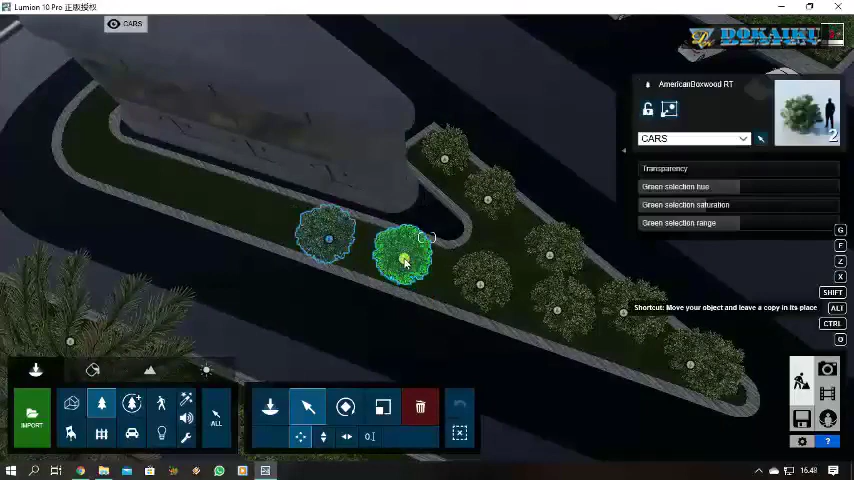 Lumion 10 Pro 正版授权
CARS
DOKAIKU
DESIGN
AmericanBoxwood RT
2
CARS
Transparency
Green selection hue
Green selection saturation
Green selection range
G
F
Z
X
SHIFT
Shortcut: Move your object and leave a copy in its place
ALT
CTRL
O
IMPORT
ALL
0.
?
16.48